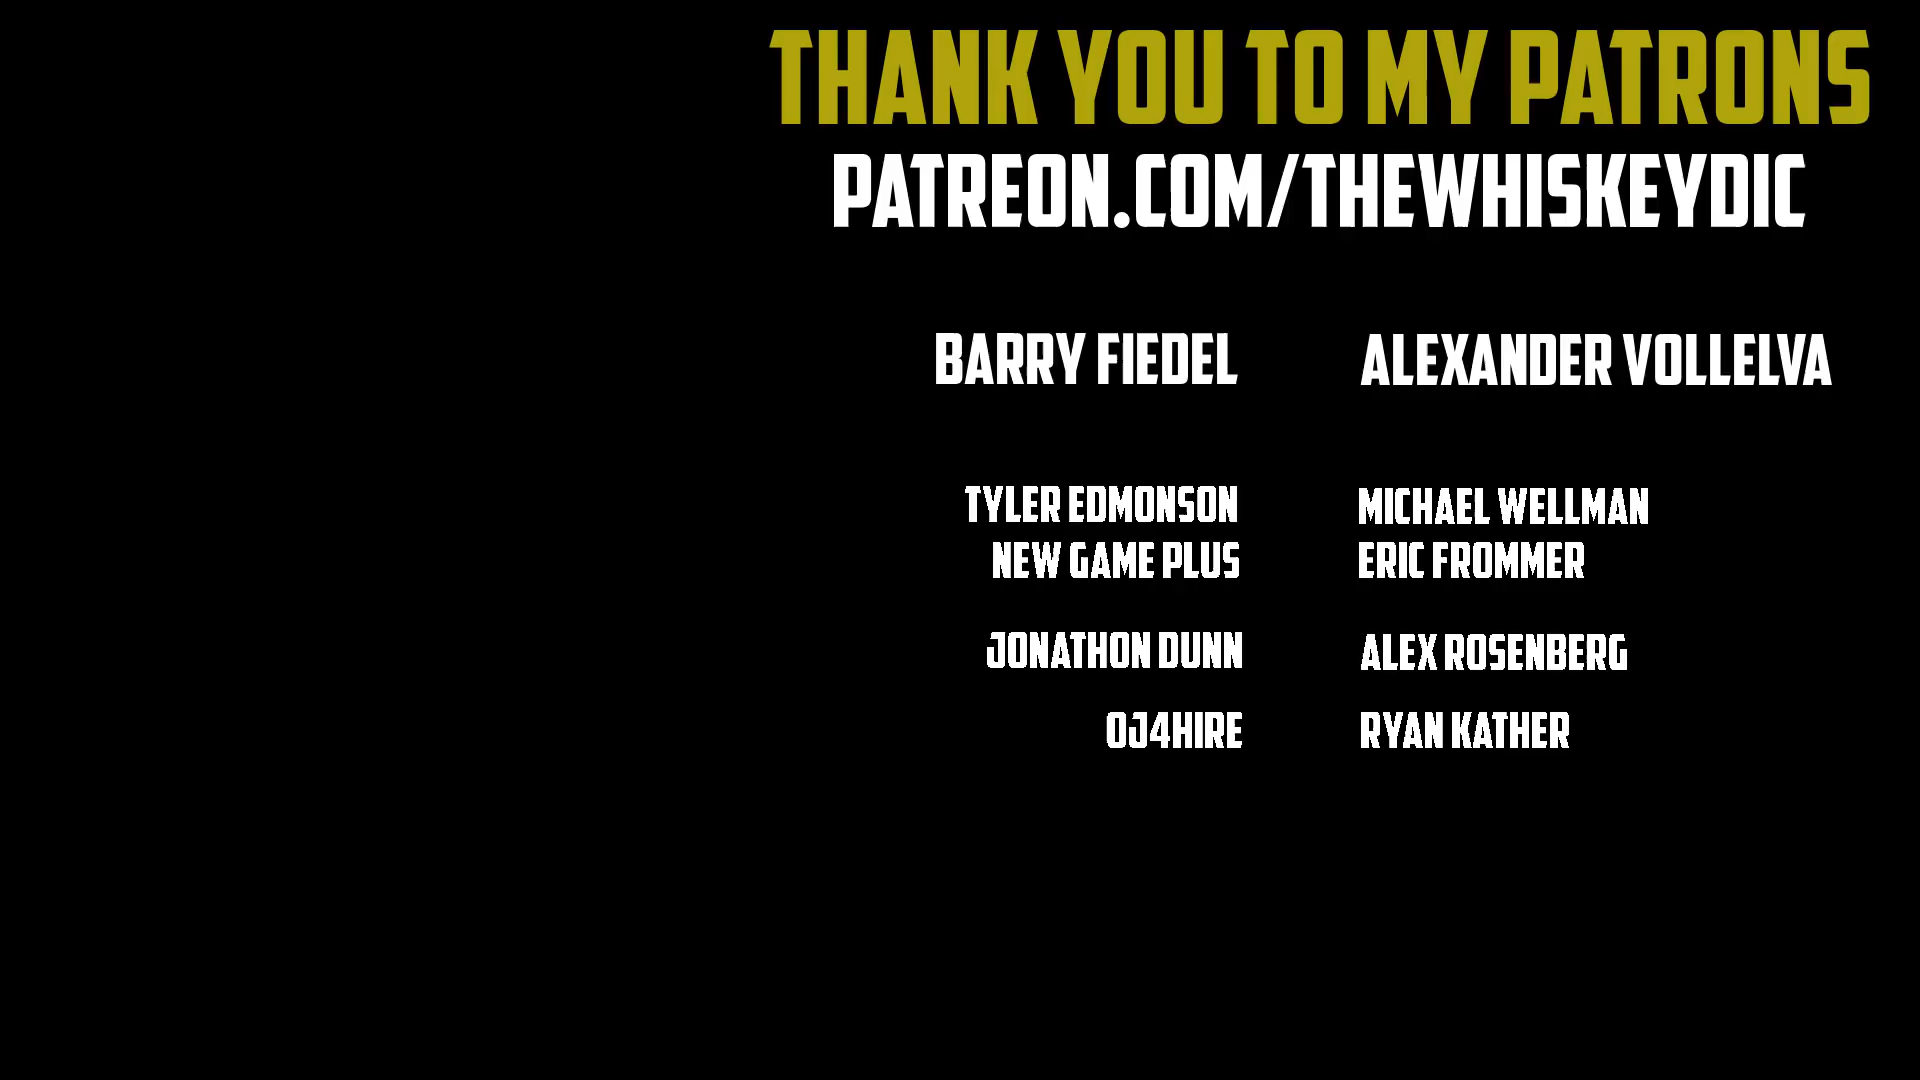 THANK YOU TO MY PATRONS
PATREON.COM/THEWHISKEYDIC
BARRY FIEDEL ALEXANDER VOLLELVA
TYLER EDMONSON MICHAEL WELLMAN
NEW GAME PLUS ERIC FROMMER
JONATHON DUNN ALEX ROSENBERG
OJ4HIRE RYAN KATHER